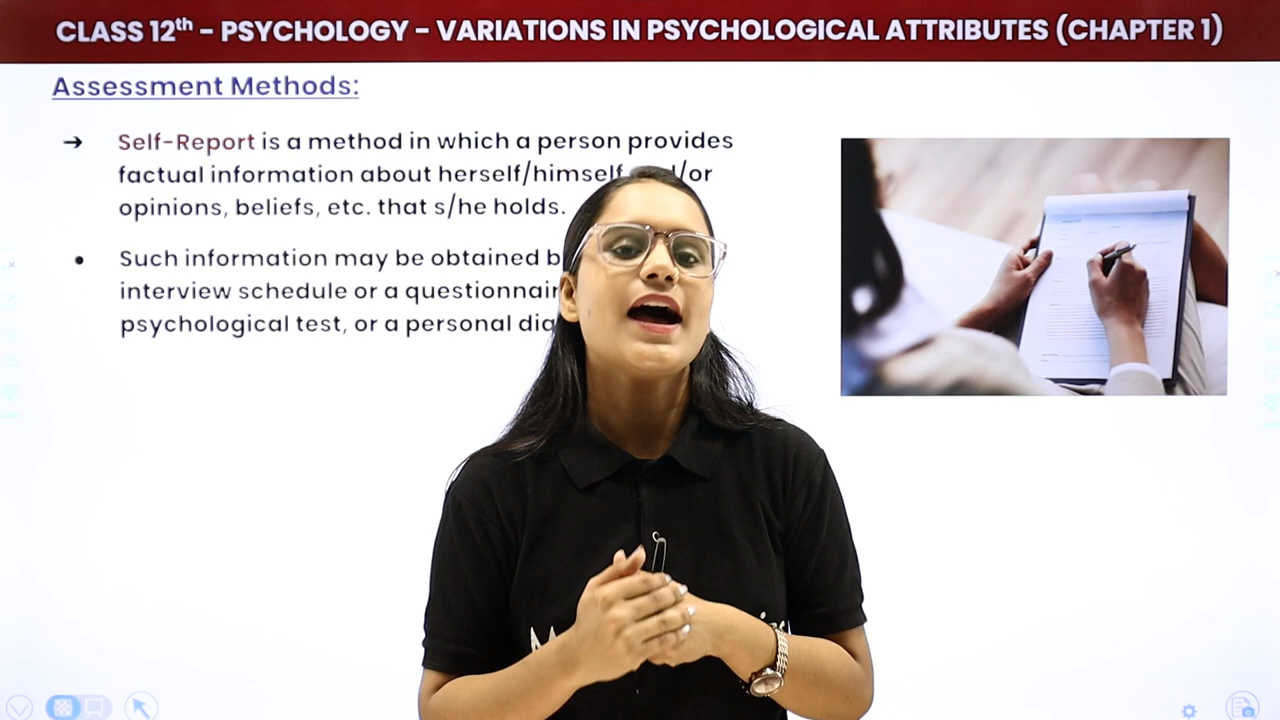 CLASS 12th – PSYCHOLOGY – VARIATIONS IN PSYCHOLOGICAL ATTRIBUTES (CHAPTER 1)
Assessment Methods:
➔ Self-Report is a method in which a person provides
factual information about herself/himself /or
opinions, beliefs, etc. that s/he holds.
• Such information may be obtained
interview schedule or a questionnair
psychological test, or a personal